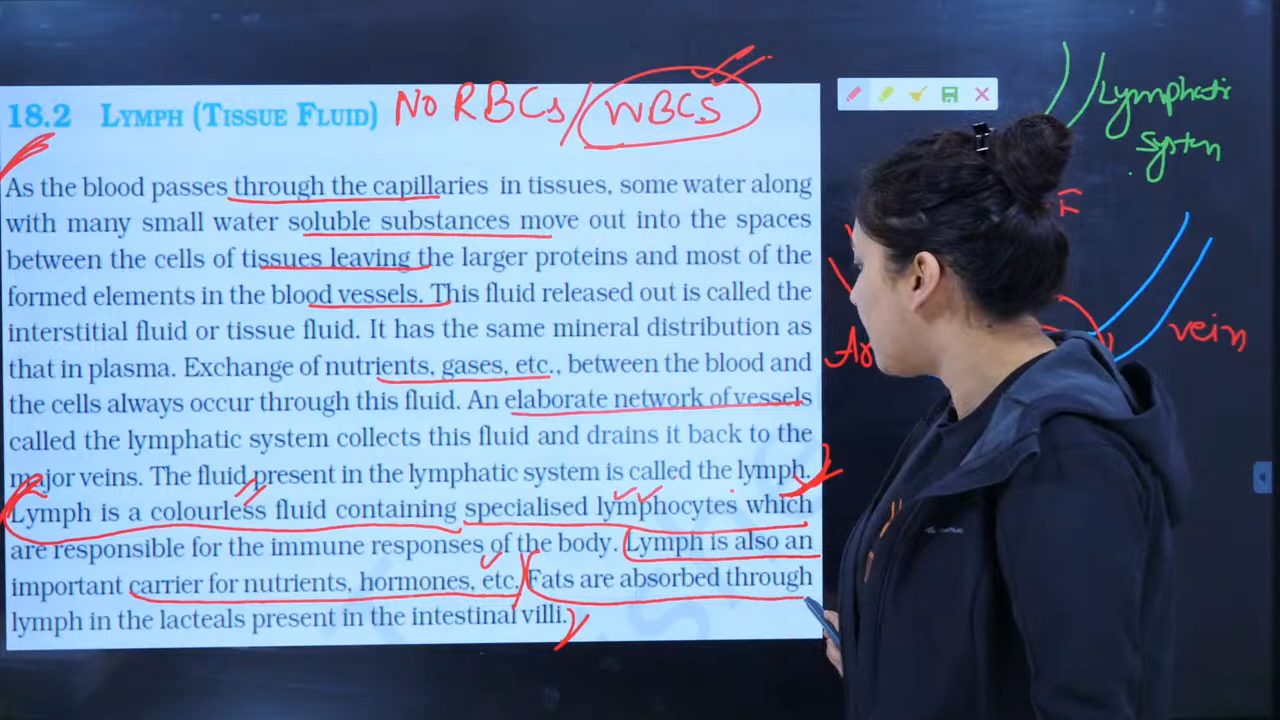 18.2 LYMPH (TISSUE FLUID) No RBCs/WBCs
As the blood passes through the capillaries in tissues, some water along
with many small water soluble substances move out into the spaces
between the cells of tissues leaving the larger proteins and most of the
formed elements in the blood vessels. This fluid released out is called the
interstitial fluid or tissue fluid. It has the same mineral distribution as
that in plasma. Exchange of nutrients, gases, etc., between the blood and
the cells always occur through this fluid. An elaborate network of vessels
called the lymphatic system collects this fluid and drains it back to the
major veins. The fluid present in the lymphatic system is called the lymph.
Lymph is a colourless fluid containing specialised lymphocytes which
are responsible for the immune responses of the body. Lymph is also an
important carrier for nutrients, hormones, etc. Fats are absorbed through
lymph in the lacteals present in the intestinal villi.
Lymphatic
System
vein